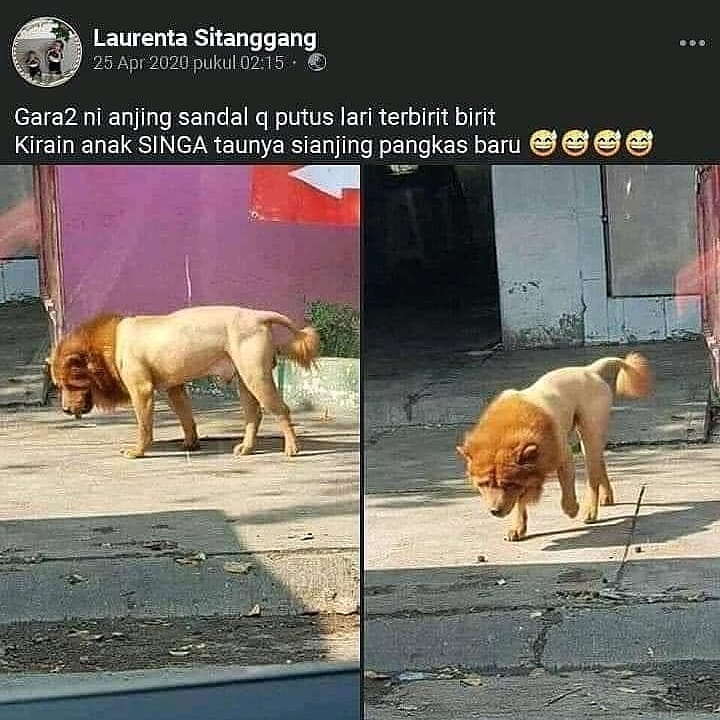 Laurenta Sitanggang
25 Apr 2020 pukul 02:15 ·
Gara2 ni anjing sandal q putus lari terbirit birit
Kirain anak SINGA taunya sianjing pangkas baru 😅😅😅😅